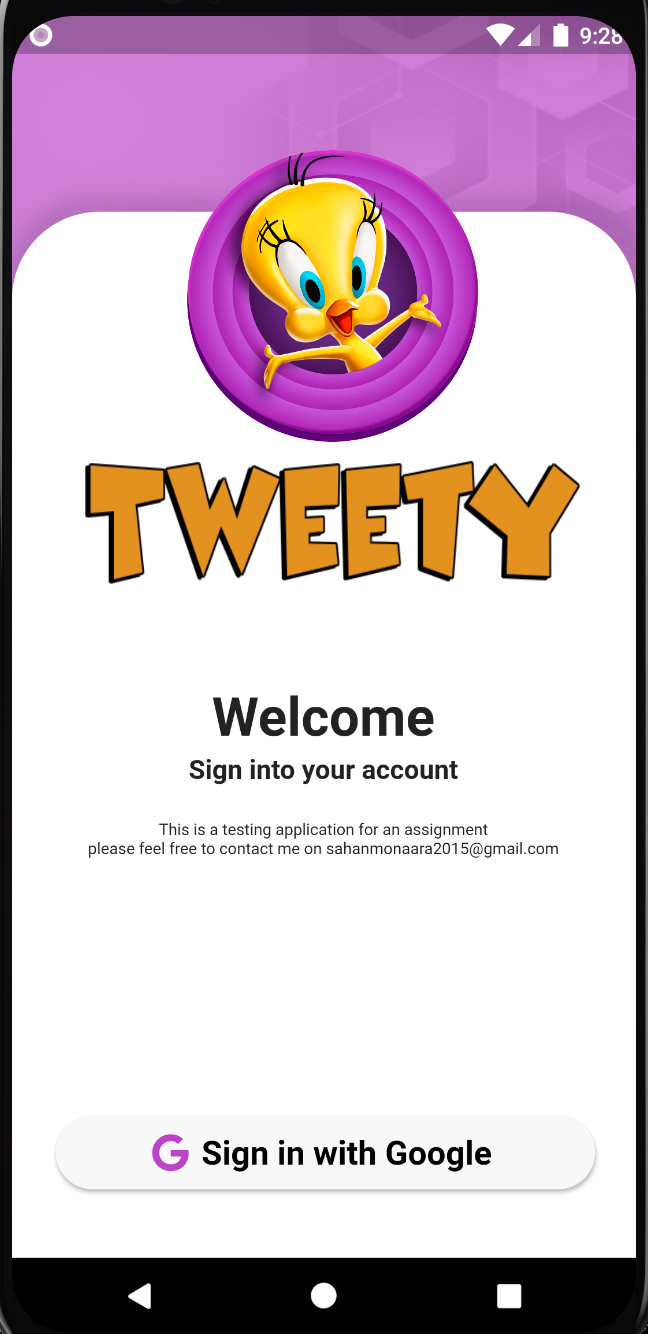 9:28
TWEETY
Welcome
Sign into your account
This is a testing application for an assignment
please feel free to contact me on sahanmonaara2015@gmail.com
G Sign in with Google